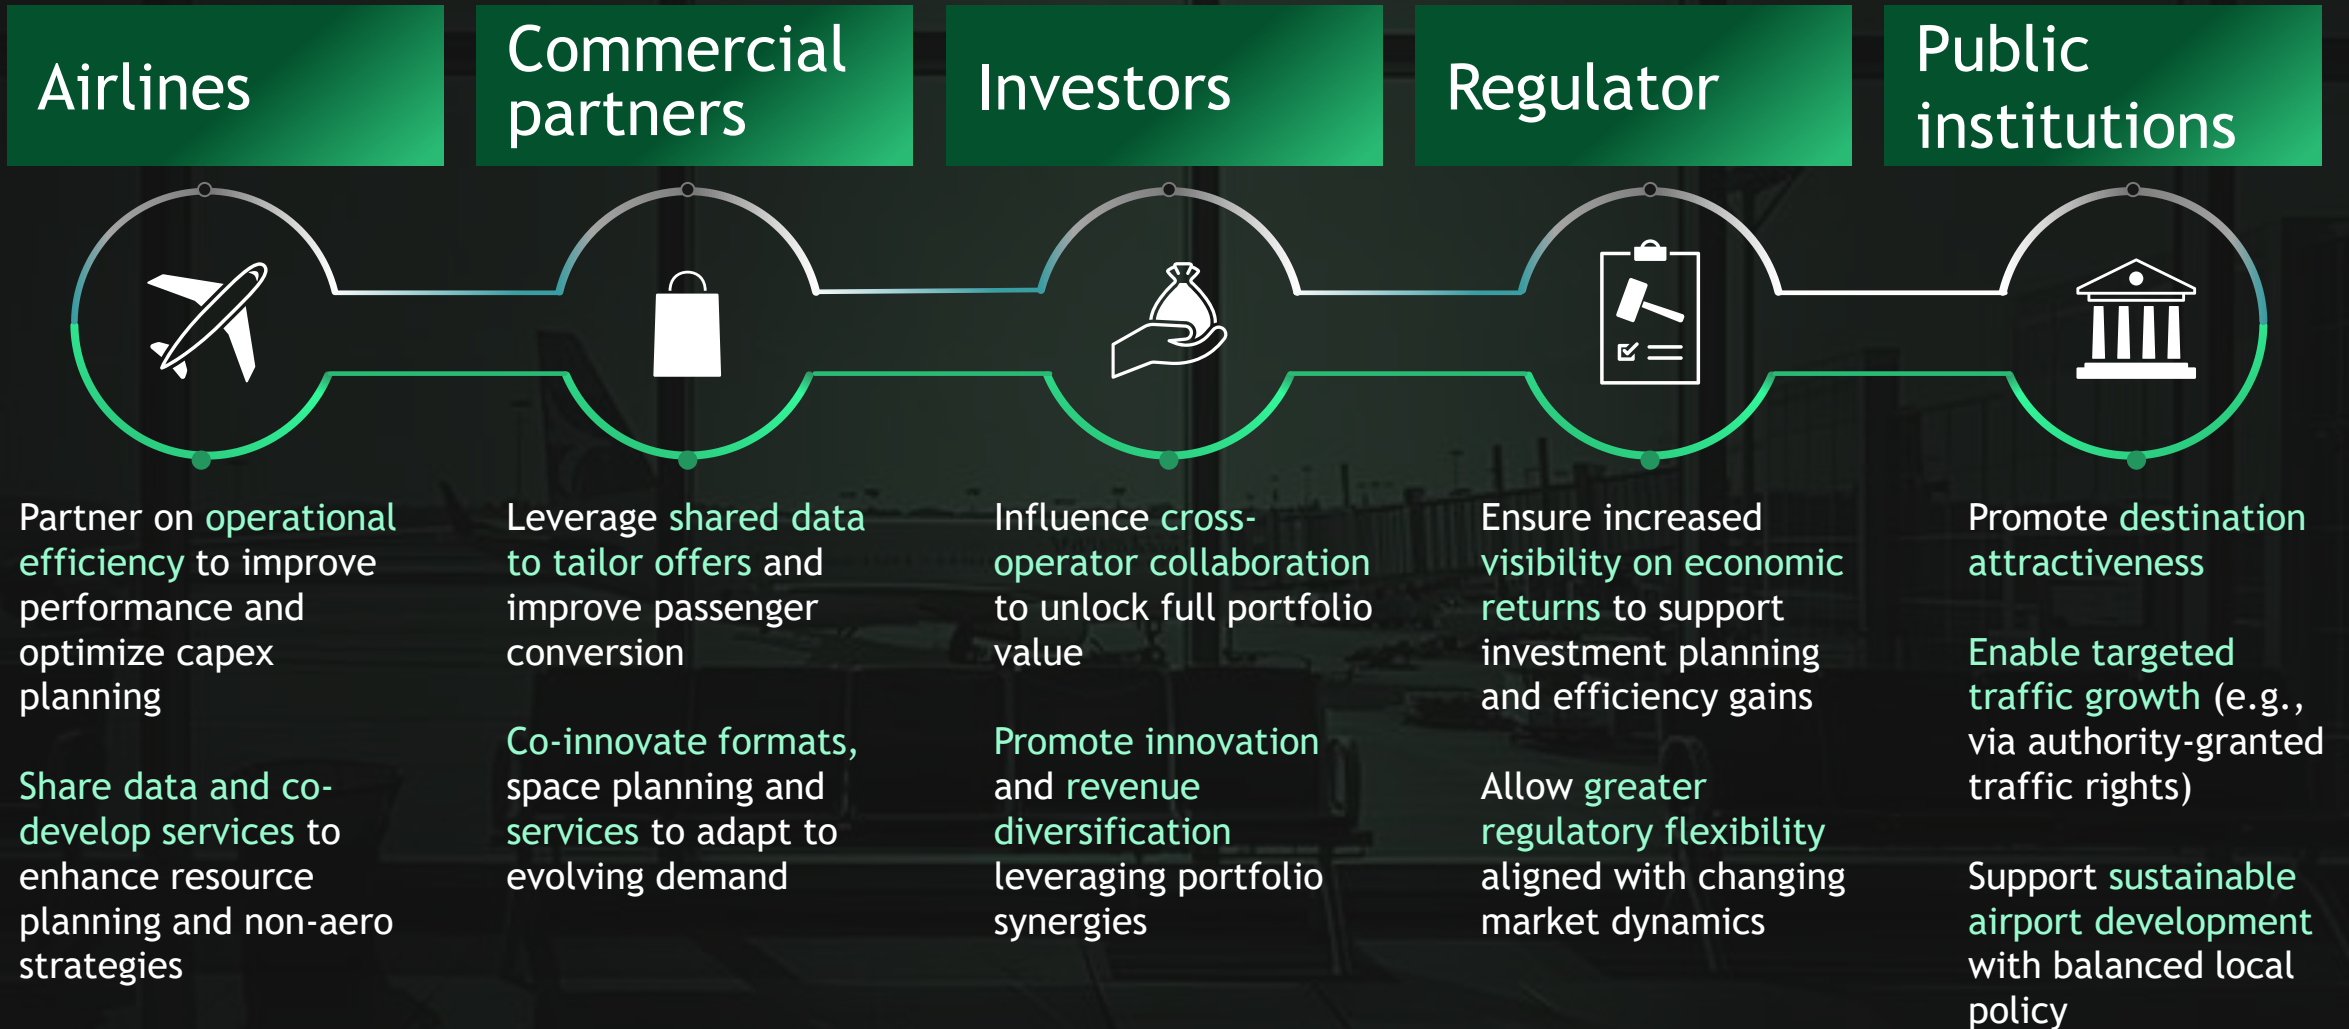 Airlines
Commercial
partners
Investors
Regulator
Public
institutions
Partner on operational
efficiency to improve
performance and
optimize capex
planning
Share data and co-
develop services to
enhance resource
planning and non-aero
strategies
Leverage shared data
to tailor offers and
improve passenger
conversion
Co-innovate formats,
space planning and
services to adapt to
evolving demand
Influence cross-
operator collaboration
to unlock full portfolio
value
Promote innovation
and revenue
diversification
leveraging portfolio
synergies
Ensure increased
visibility on economic
returns to support
investment planning
and efficiency gains
Allow greater
regulatory flexibility
aligned with changing
market dynamics
Promote destination
attractiveness
Enable targeted
traffic growth (e.g.,
via authority-granted
traffic rights)
Support sustainable
airport development
with balanced local
policy